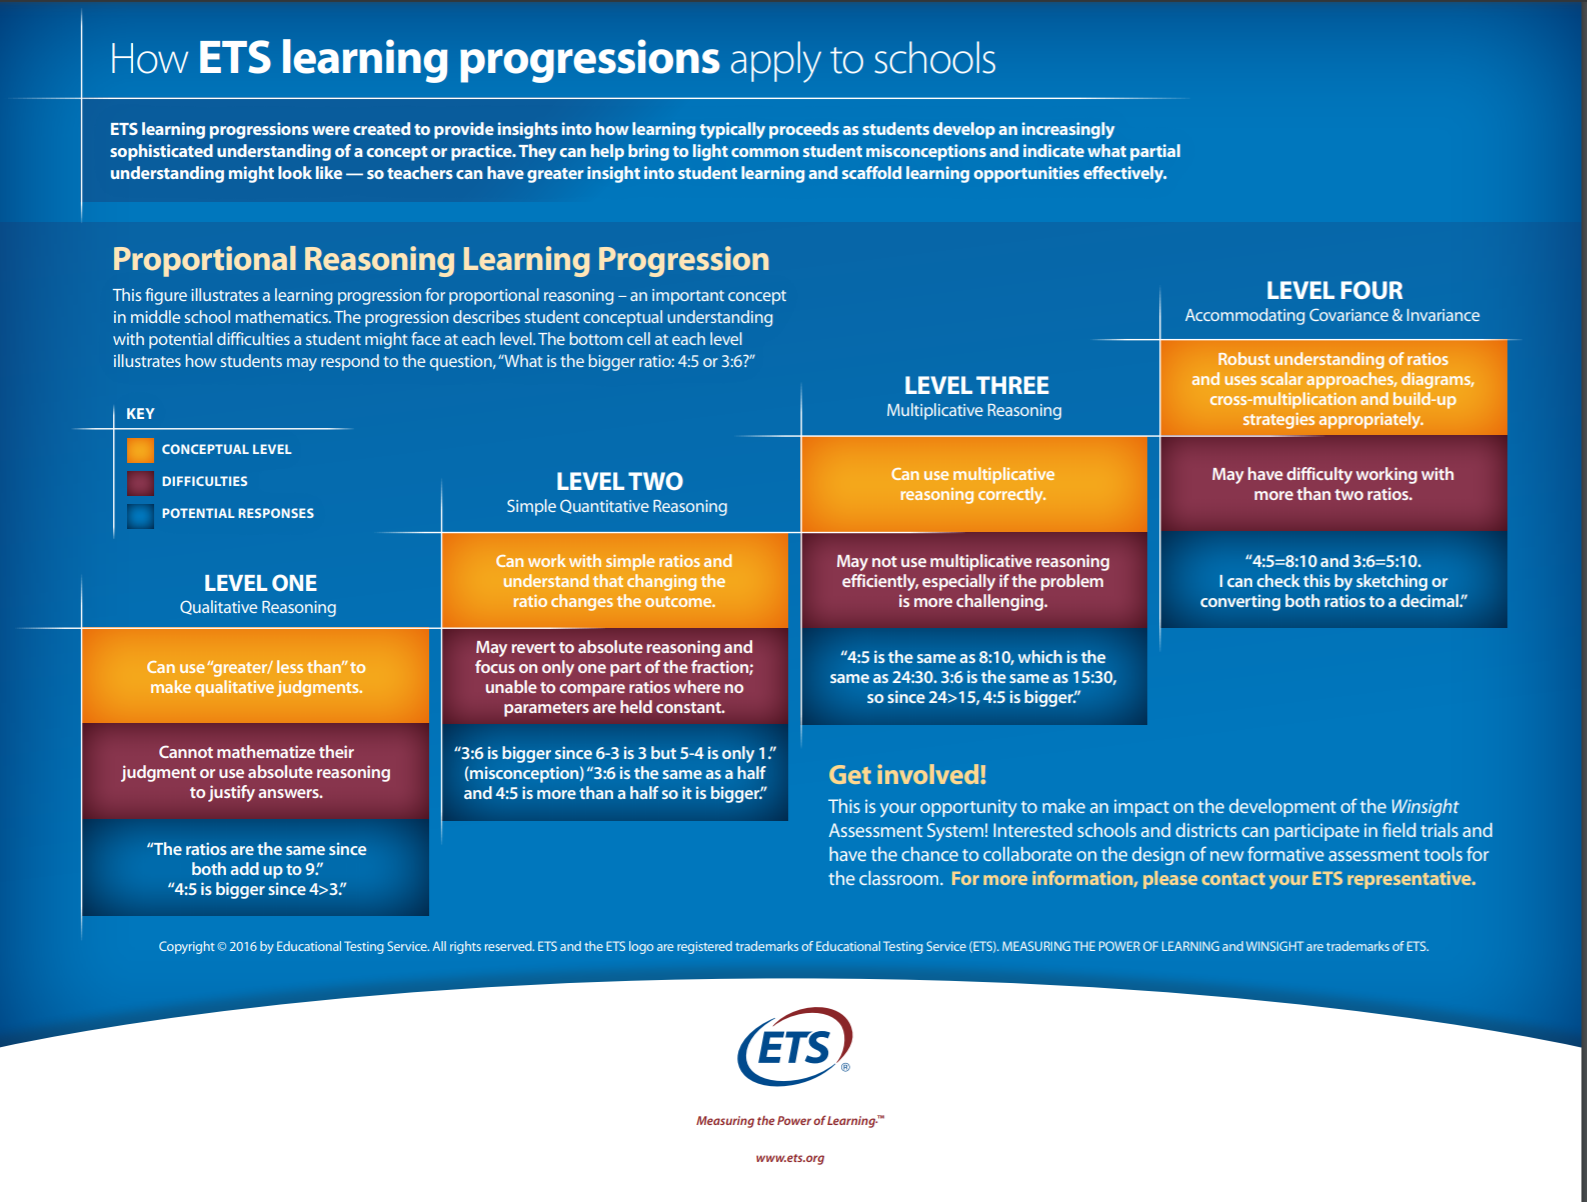 How ETS learning progressions apply to schools
ETS learning progressions were created to provide insights into how learning typically proceeds as students develop an increasingly
sophisticated understanding of a concept or practice. They can help bring to light common student misconceptions and indicate what partial
understanding might look like — so teachers can have greater insight into student learning and scaffold learning opportunities effectively.
Proportional Reasoning Learning Progression
This figure illustrates a learning progression for proportional reasoning – an important concept
in middle school mathematics. The progression describes student conceptual understanding
with potential difficulties a student might face at each level. The bottom cell at each level
illustrates how students may respond to the question, “What is the bigger ratio: 4:5 or 3:6?”
KEY
CONCEPTUAL LEVEL
DIFFICULTIES
POTENTIAL RESPONSES
LEVEL ONE
Qualitative Reasoning
Can use “greater/ less than” to
make qualitative judgments.
Cannot mathematize their
judgment or use absolute reasoning
to justify answers.
“The ratios are the same since
both add up to 9.”
“4:5 is bigger since 4>3.”
LEVEL TWO
Simple Quantitative Reasoning
Can work with simple ratios and
understand that changing the
ratio changes the outcome.
May revert to absolute reasoning and
focus on only one part of the fraction;
unable to compare ratios where no
parameters are held constant.
“3:6 is bigger since 6-3 is 3 but 5-4 is only 1.”
(misconception) “3:6 is the same as a half
and 4:5 is more than a half so it is bigger.”
LEVEL THREE
Multiplicative Reasoning
Can use multiplicative
reasoning correctly.
May not use multiplicative reasoning
efficiently, especially if the problem
is more challenging.
“4:5 is the same as 8:10, which is the
same as 24:30. 3:6 is the same as 15:30,
so since 24>15, 4:5 is bigger.”
LEVEL FOUR
Accommodating Covariance & Invariance
Robust understanding of ratios
and uses scalar approaches, diagrams,
cross-multiplication and build-up
strategies appropriately.
May have difficulty working with
more than two ratios.
“4:5=8:10 and 3:6=5:10.
I can check this by sketching or
converting both ratios to a decimal.”
Get involved!
This is your opportunity to make an impact on the development of the Winsight
Assessment System! Interested schools and districts can participate in field trials and
have the chance to collaborate on the design of new formative assessment tools for
the classroom. For more information, please contact your ETS representative.
Copyright © 2016 by Educational Testing Service. All rights reserved. ETS and the ETS logo are registered trademarks of Educational Testing Service (ETS). MEASURING THE POWER OF LEARNING and WINSIGHT are trademarks of ETS.
ETS ®
Measuring the Power of Learning.™
www.ets.org